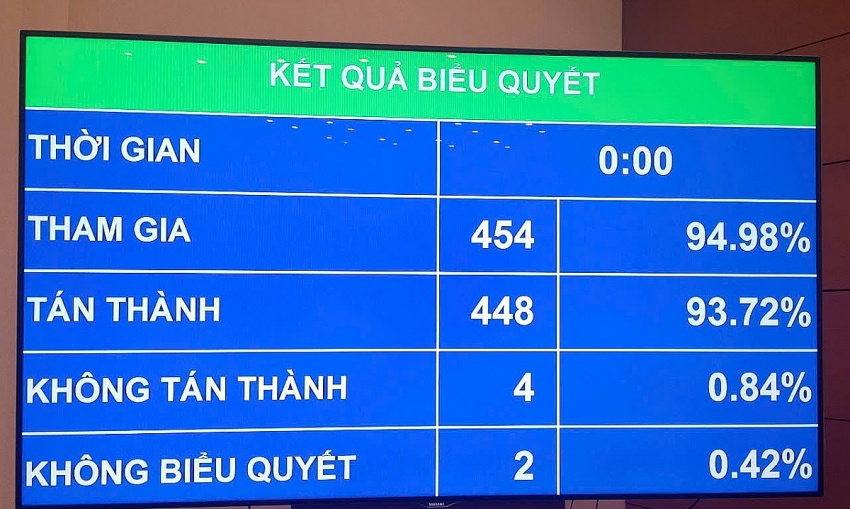 KẾT QUẢ BIỂU QUYẾT
THỜI GIAN 0:00
THAM GIA 454 94.98%
TÁN THÀNH 448 93.72%
KHÔNG TÁN THÀNH 4 0.84%
KHÔNG BIỂU QUYẾT 2 0.42%
SAMSUNG